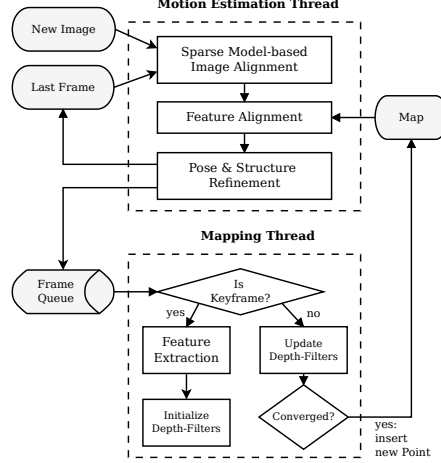 Motion Estimation Thread
New Image
Last Frame
Sparse Model-based
Image Alignment
Feature Alignment
Map
Pose & Structure
Refinement
Mapping Thread
Frame
Queue
Is
Keyframe?
yes
no
Feature
Extraction
Update
Depth-Filters
Initialize
Depth-Filters
Converged?
yes:
insert
new Point